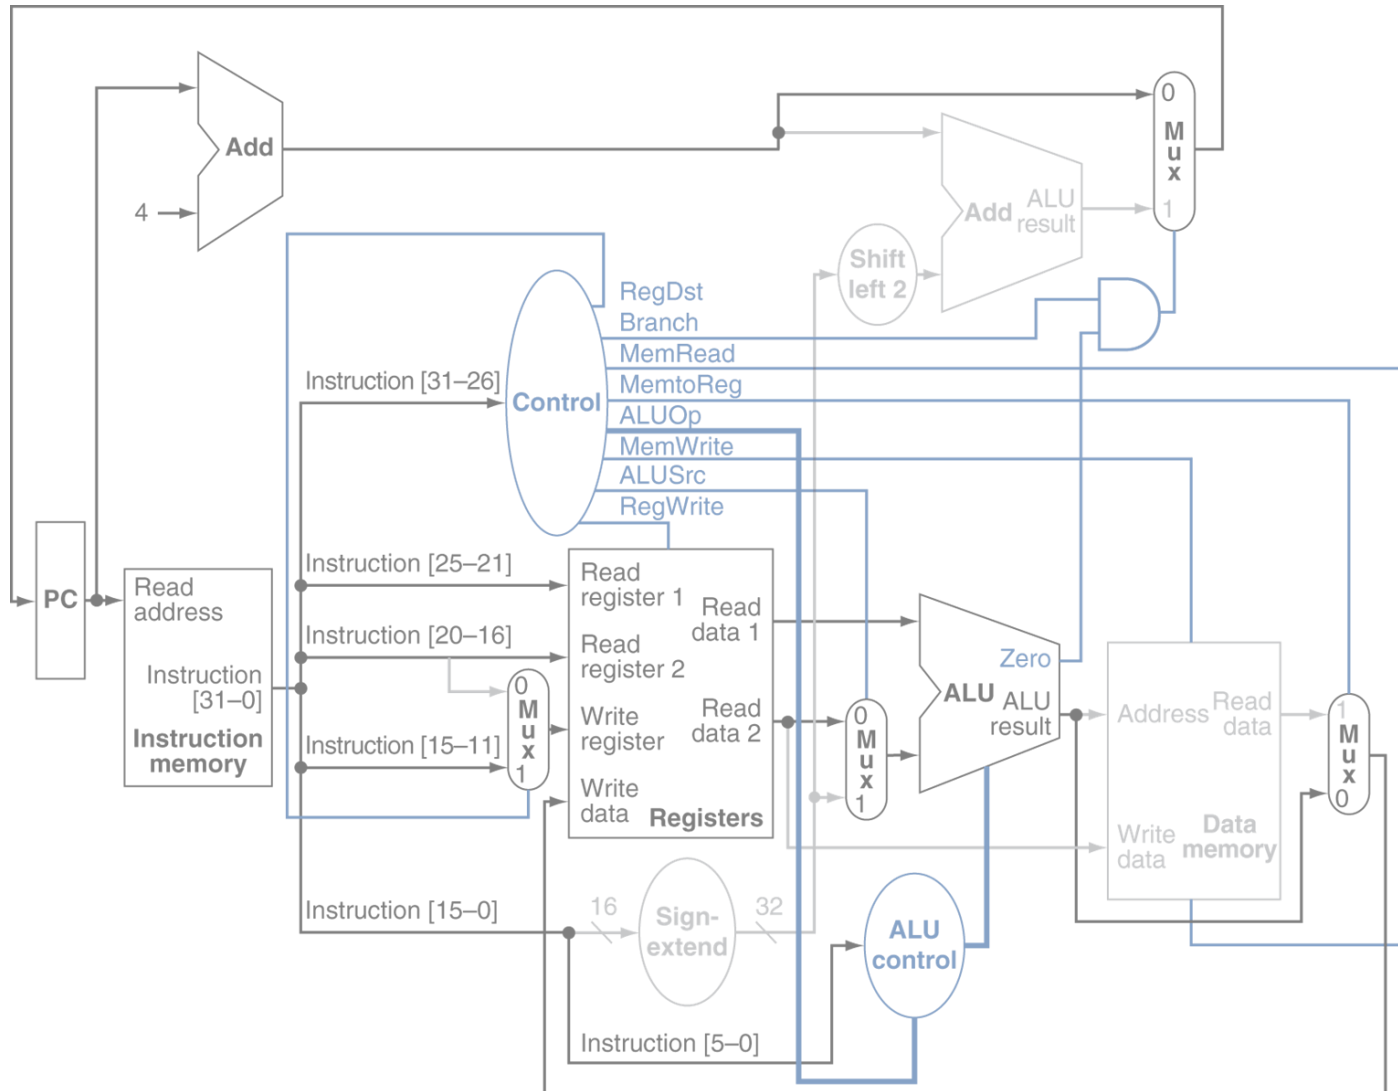 0
M
u
x
1
Add
4
Add
ALU
result
Shift
left 2
RegDst
Branch
MemRead
MemtoReg
ALUOp
MemWrite
ALUSrc
RegWrite
Control
Instruction [31–26]
Instruction [25–21]
Instruction [20–16]
Instruction [15–11]
Instruction [15–0]
Instruction [5–0]
PC
Read
address
Instruction
[31–0]
Instruction
memory
0
M
u
x
1
Read
register 1
Read
register 2
Write
register
Write
data
Read
data 1
Read
data 2
Registers
0
M
u
x
1
Zero
ALU
ALU
result
Address
Read
data
Write
data
Data
memory
1
M
u
x
0
16
Sign-
extend
32
ALU
control